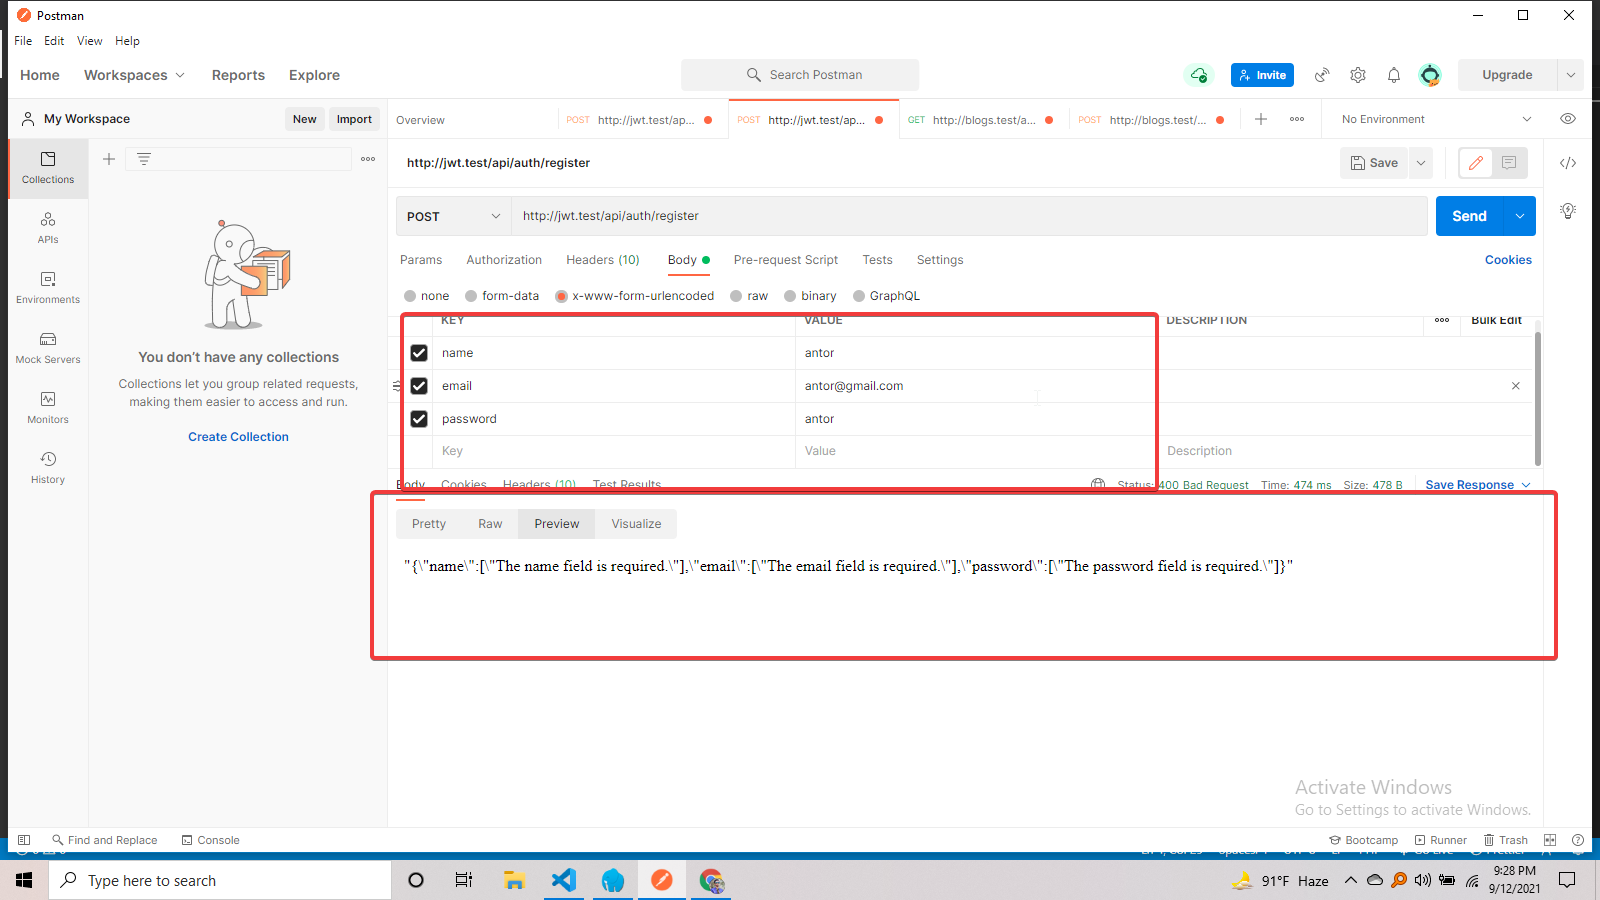 Postman
File Edit View Help
Home Workspaces Reports Explore Search Postman Invite Upgrade
My Workspace New Import Overview POST http://jwt.test/ap... POST http://jwt.test/ap... GET http://blogs.test/a... POST http://blogs.test/... No Environment
Collections
APIs
Environments
Mock Servers
Monitors
History
You don't have any collections
Collections let you group related requests,
making them easier to access and run.
Create Collection
http://jwt.test/api/auth/register Save
POST http://jwt.test/api/auth/register Send
Params Authorization Headers (10) Body Pre-request Script Tests Settings Cookies
none form-data x-www-form-urlencoded raw binary GraphQL
KEY VALUE DESCRIPTION Bulk Edit
name antor
email antor@gmail.com
password antor
Key Value Description
Body Cookies Headers (10) Test Results Status: 400 Bad Request Time: 474 ms Size: 478 B Save Response
Pretty Raw Preview Visualize
"{\"name\":[\"The name field is required.\"],\"email\":[\"The email field is required.\"],\"password\":[\"The password field is required.\"]}"
Activate Windows
Go to Settings to activate Windows.
Find and Replace Console Bootcamp Runner Trash
Type here to search 91°F Haze 9:28 PM
9/12/2021